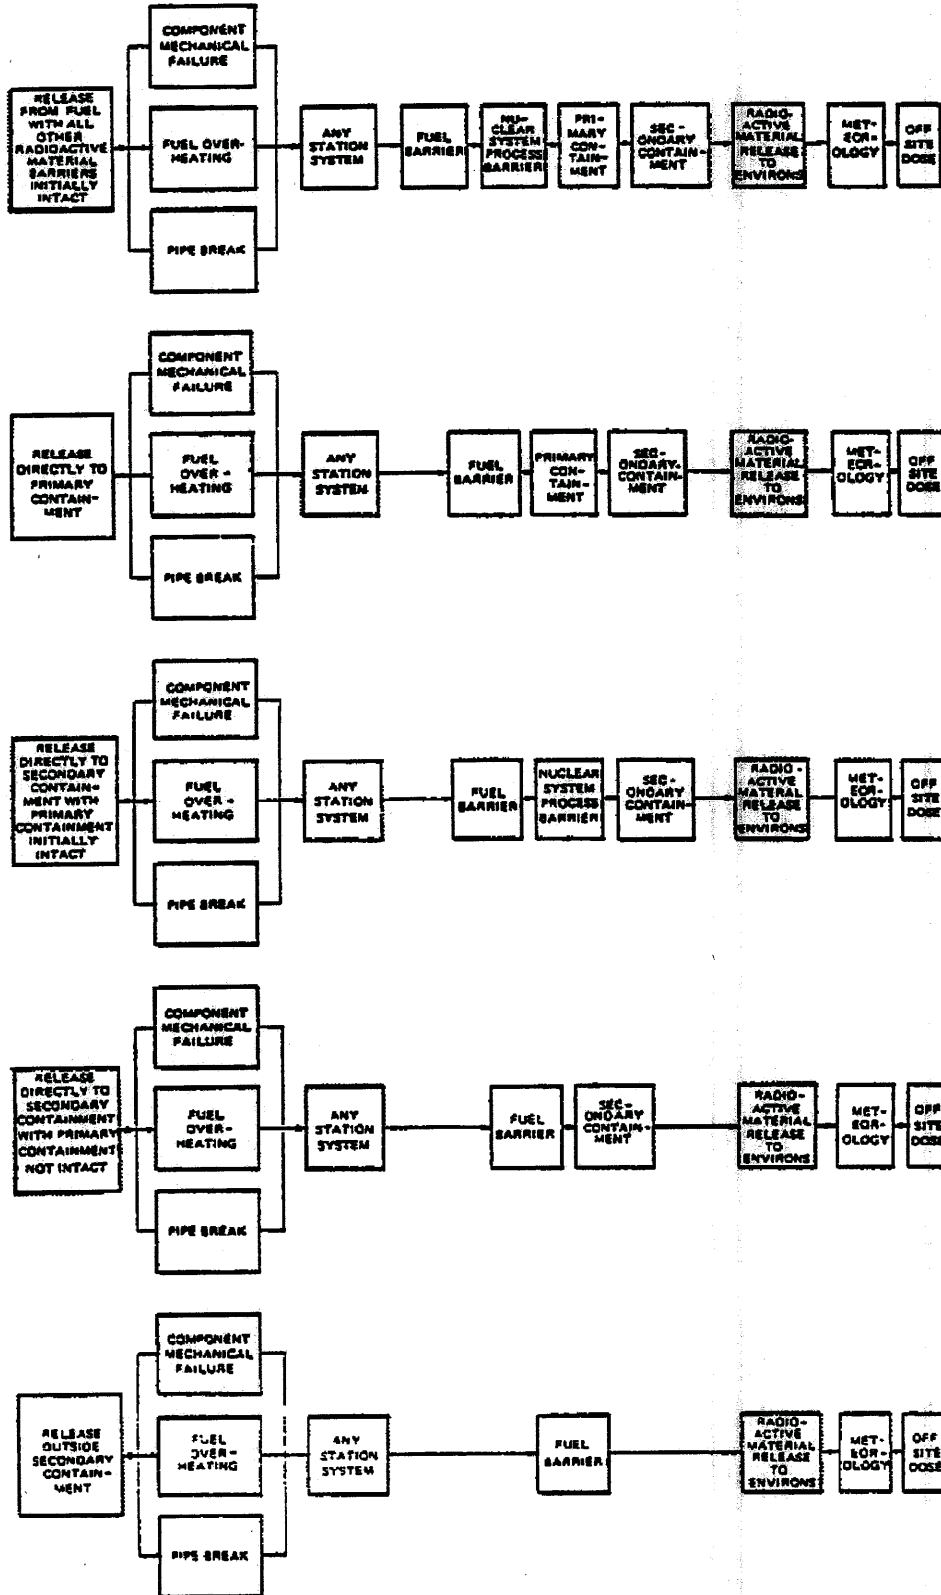 COMPONENT
MECHANICAL
FAILURE
RELEASE
FROM FUEL
WITH ALL
OTHER
RADIOACTIVE
MATERIAL
BARRIERS
INITIALLY
INTACT
FUEL OVER-
HEATING
PIPE BREAK
ANY
STATION
SYSTEM
FUEL
BARRIER
NU-
CLEAR
SYSTEM
PROCESS
BARRIER
PRI-
MARY
CON-
TAIN-
MENT
SEC-
ONDARY
CONTAIN-
MENT
RADIO-
ACTIVE
MATERIAL
RELEASE
TO
ENVIRONS
MET-
EOR-
OLOGY
OFF
SITE
DOSE
COMPONENT
MECHANICAL
FAILURE
RELEASE
DIRECTLY TO
PRIMARY
CONTAIN-
MENT
FUEL
OVER-
HEATING
PIPE BREAK
ANY
STATION
SYSTEM
FUEL
BARRIER
PRIMARY
CON-
TAIN-
MENT
SEC-
ONDARY-
CONTAIN-
MENT
RADIO-
ACTIVE
MATERIAL
RELEASE
TO
ENVIRONS
MET-
EOR-
OLOGY
OFF
SITE
DOSE
COMPONENT
MECHANICAL
FAILURE
RELEASE
DIRECTLY TO
SECONDARY
CONTAIN-
MENT WITH
PRIMARY
CONTAINMENT
INITIALLY
INTACT
FUEL
OVER-
HEATING
PIPE BREAK
ANY
STATION
SYSTEM
FUEL
BARRIER
NUCLEAR
SYSTEM
PROCESS
BARRIER
SEC-
ONDARY
CONTAIN-
MENT
RADIO-
ACTIVE
MATERAL
RELEASE
TO
ENVIRONS
MET-
EOR-
OLOGY
OFF
SITE
DOSE
COMPONENT
MECHANICAL
FAILURE
RELEASE
DIRECTLY TO
SECONDARY
CONTAINMENT
WITH PRIMARY
CONTAINMENT
NOT INTACT
FUEL
OVER-
HEATING
PIPE BREAK
ANY
STATION
SYSTEM
FUEL
BARRIER
SEC-
ONDARY
CONTAIN-
MENT
RADIO-
ACTIVE
MATERIAL
RELEASE
TO
ENVIRONS
MET-
EOR-
OLOGY
OFF
SITE
DOSE
COMPONENT
MECHANICAL
FAILURE
RELEASE
OUTSIDE
SECONDARY
CONTAIN-
MENT
FUEL
OVER-
HEATING
PIPE BREAK
ANY
STATION
SYSTEM
FUEL
BARRIER
RADIO-
ACTIVE
MATERIAL
RELEASE
TO
ENVIRONS
MET-
EOR-
OLOGY
OFF
SITE
DOSE